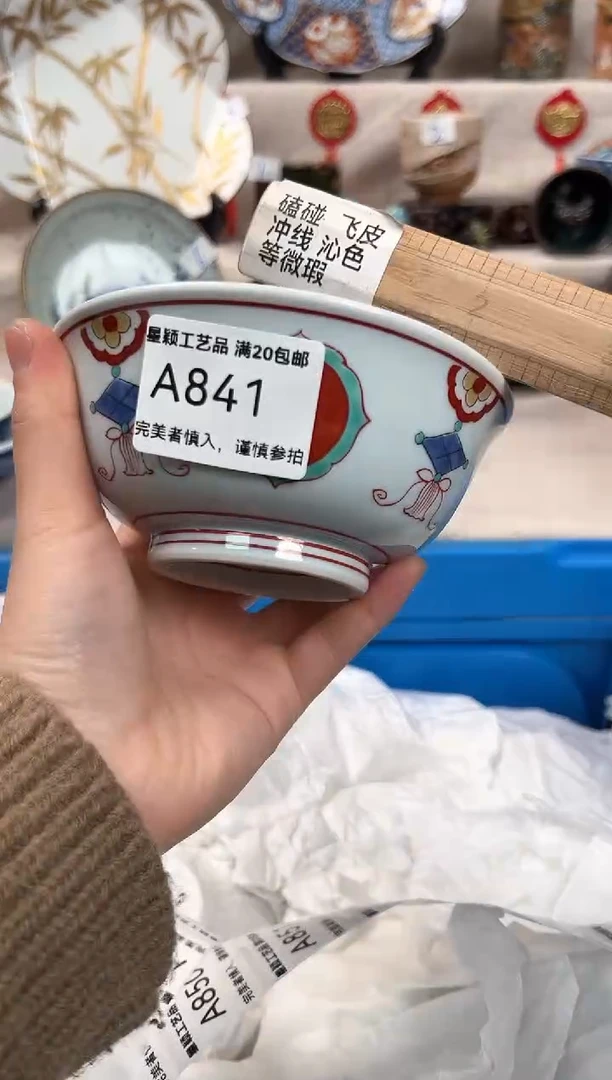 磕碰 飞皮
冲线 沁色
等微瑕
星颖工艺品 满20包邮
A841
完美者慎入，谨慎参拍
A850
A85